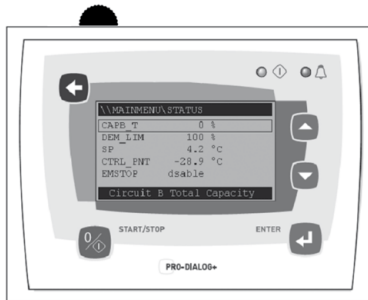 \\MAINMENU\STATUS
CAPB_T 0 %
DEM_LIM 100 %
SP 4.2 °C
CTRL_PNT -28.9 °C
EMSTOP dsable
Circuit B Total Capacity
0/I
START/STOP
ENTER
PRO-DIALOG+